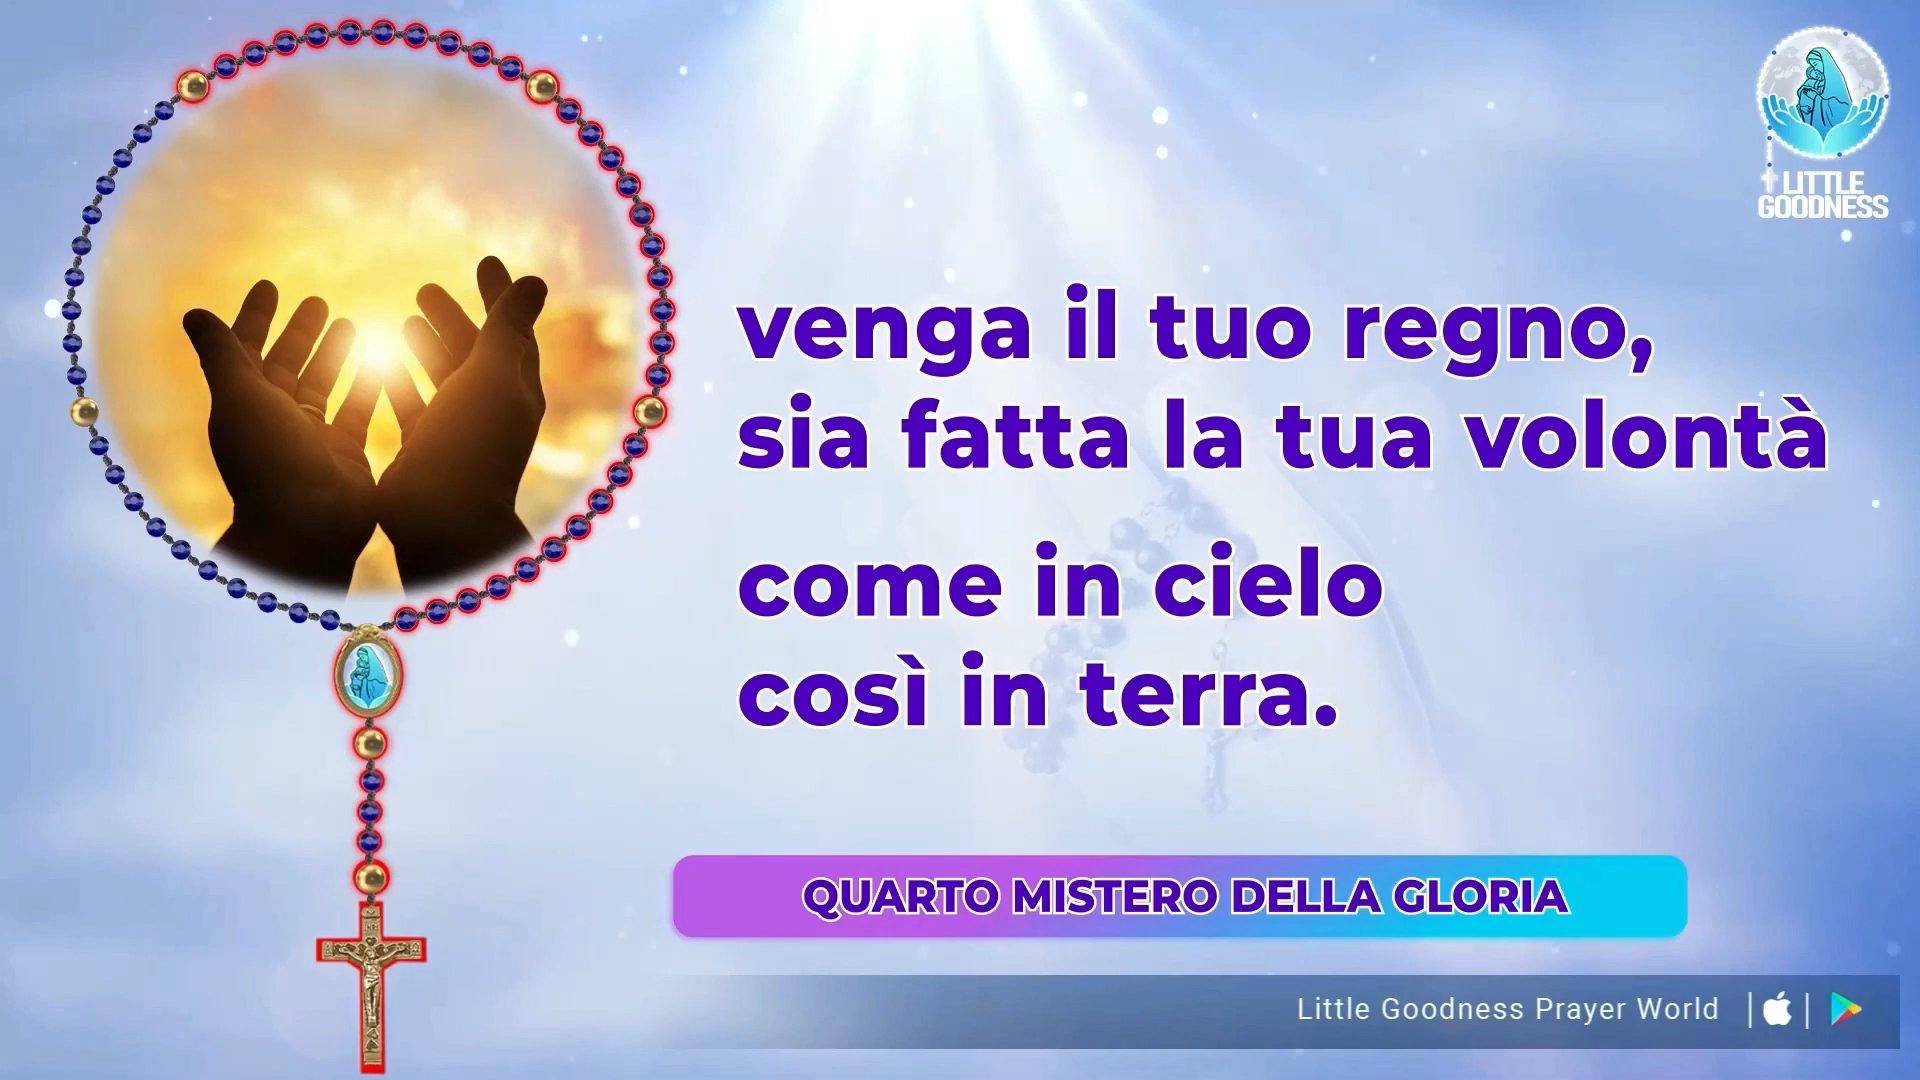 LITTLE
GOODNESS
venga il tuo regno,
sia fatta la tua volontà
come in cielo
così in terra.
QUARTO MISTERO DELLA GLORIA
Little Goodness Prayer World